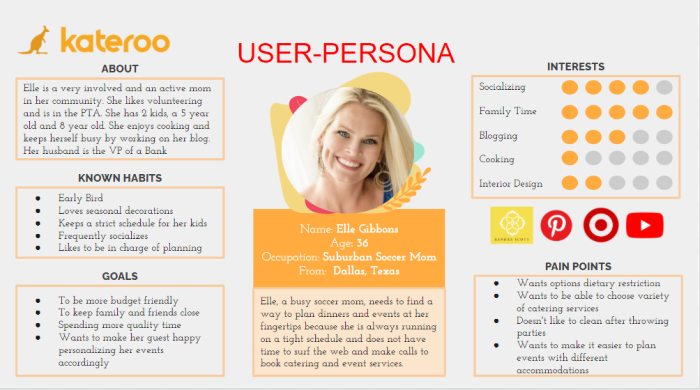 kateroo
USER-PERSONA
ABOUT
Elle is a very involved and an active mom
in her community. She likes volunteering
and is in the PTA. She has 2 kids, a 5 year
old and 8 year old. She enjoys cooking and
keeps herself busy by working on her blog.
Her husband is the VP of a Bank
KNOWN HABITS
Early Bird
Loves seasonal decorations
Keeps a strict schedule for her kids
Frequently socializes
Likes to be in charge of planning
GOALS
To be more budget friendly
To keep family and friends close
Spending more quality time
Wants to make her guest happy
personalizing her events
accordingly
Name: Elle Gibbons
Age: 36
Occupation: Suburban Soccer Mom
From: Dallas, Texas
Elle, a busy soccer mom, needs to find a
way to plan dinners and events at her
fingertips because she is always running
on a tight schedule and does not have
time to surf the web and make calls to
book catering and event services.
INTERESTS
Socializing
Family Time
Blogging
Cooking
Interior Design
KENDRA SCOTT
PAIN POINTS
Wants options dietary restriction
Wants to be able to choose variety
of catering services
Doesn't like to clean after throwing
parties
Wants to make it easier to plan
events with different
accommodations